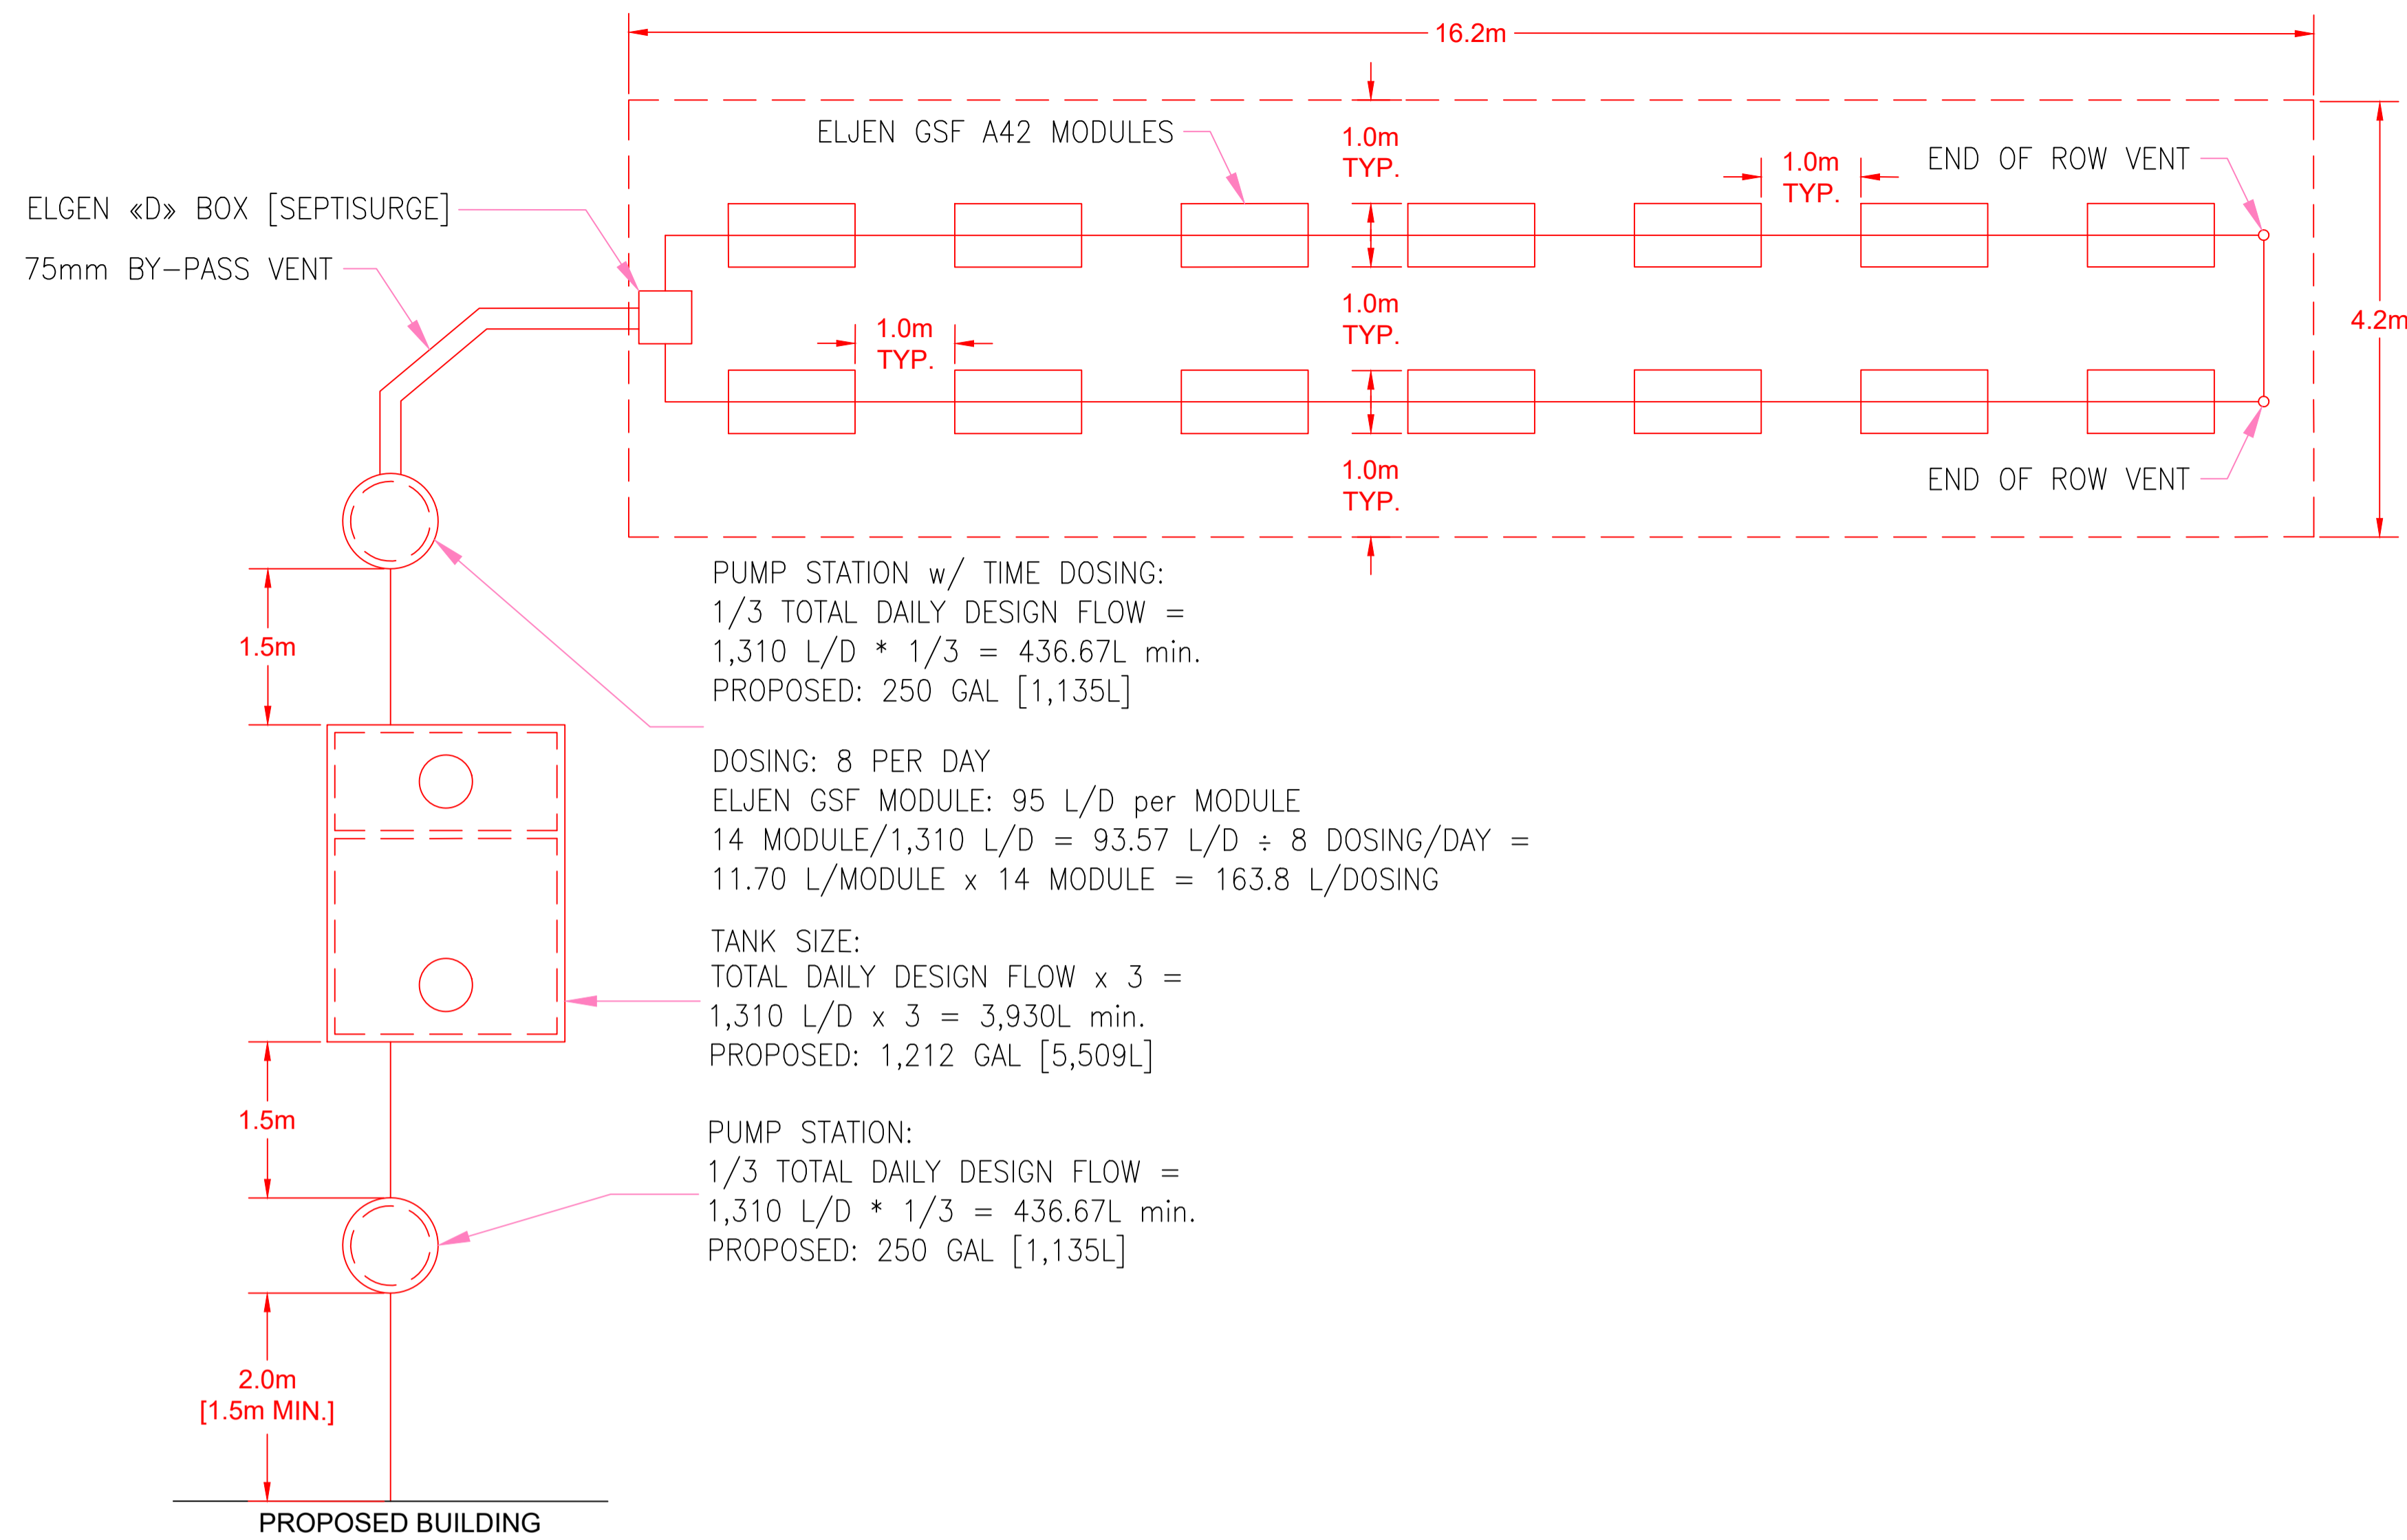 16.2m
ELJEN GSF A42 MODULES
1.0m
TYP.
1.0m
TYP.
END OF ROW VENT
ELGEN «D» BOX [SEPTISURGE]
75mm BY-PASS VENT
1.0m
TYP.
1.0m
TYP.
4.2m
1.0m
TYP.
END OF ROW VENT
PUMP STATION w/ TIME DOSING:
1/3 TOTAL DAILY DESIGN FLOW =
1,310 L/D * 1/3 = 436.67L min.
PROPOSED: 250 GAL [1,135L]
1.5m
DOSING: 8 PER DAY
ELJEN GSF MODULE: 95 L/D per MODULE
14 MODULE/1,310 L/D = 93.57 L/D ÷ 8 DOSING/DAY =
11.70 L/MODULE x 14 MODULE = 163.8 L/DOSING
TANK SIZE:
TOTAL DAILY DESIGN FLOW x 3 =
1,310 L/D x 3 = 3,930L min.
PROPOSED: 1,212 GAL [5,509L]
1.5m
PUMP STATION:
1/3 TOTAL DAILY DESIGN FLOW =
1,310 L/D * 1/3 = 436.67L min.
PROPOSED: 250 GAL [1,135L]
2.0m
[1.5m MIN.]
PROPOSED BUILDING